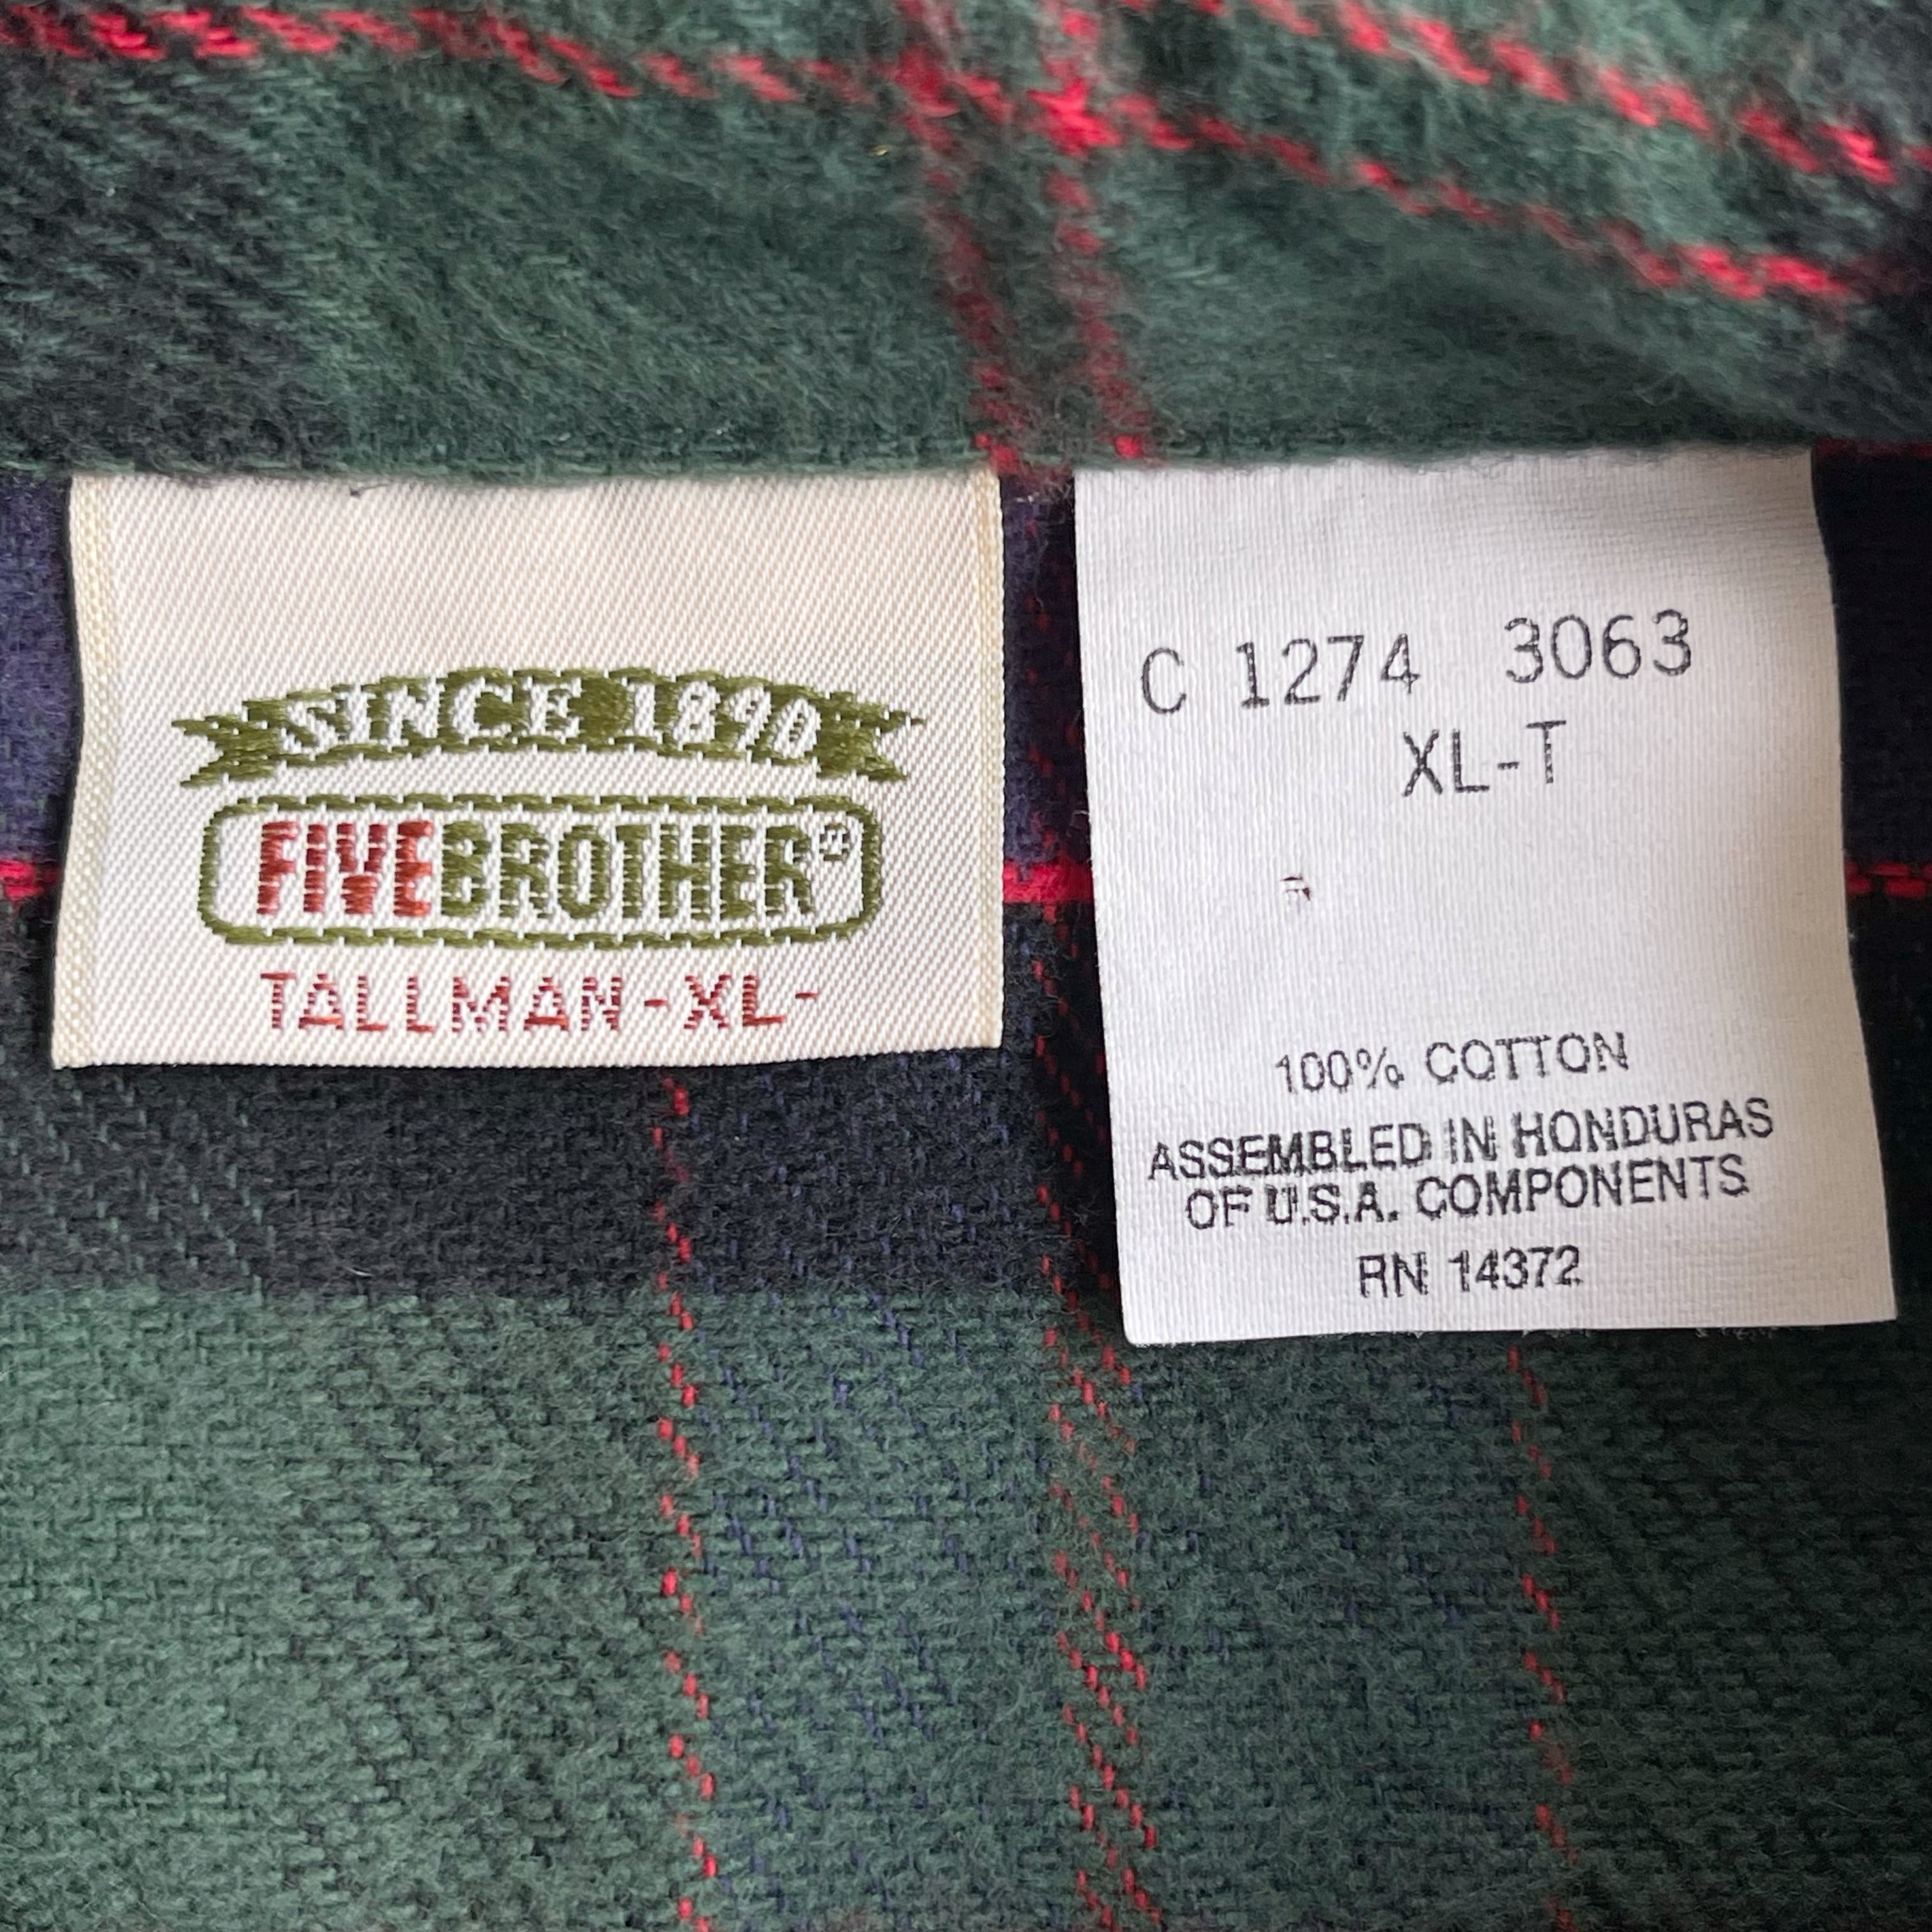 SINCE 1890
FIVEBROTHER®
TALLMAN-XL-
C 1274 3063
XL-T
100% COTTON
ASSEMBLED IN HONDURAS
OF U.S.A. COMPONENTS
RN 14372